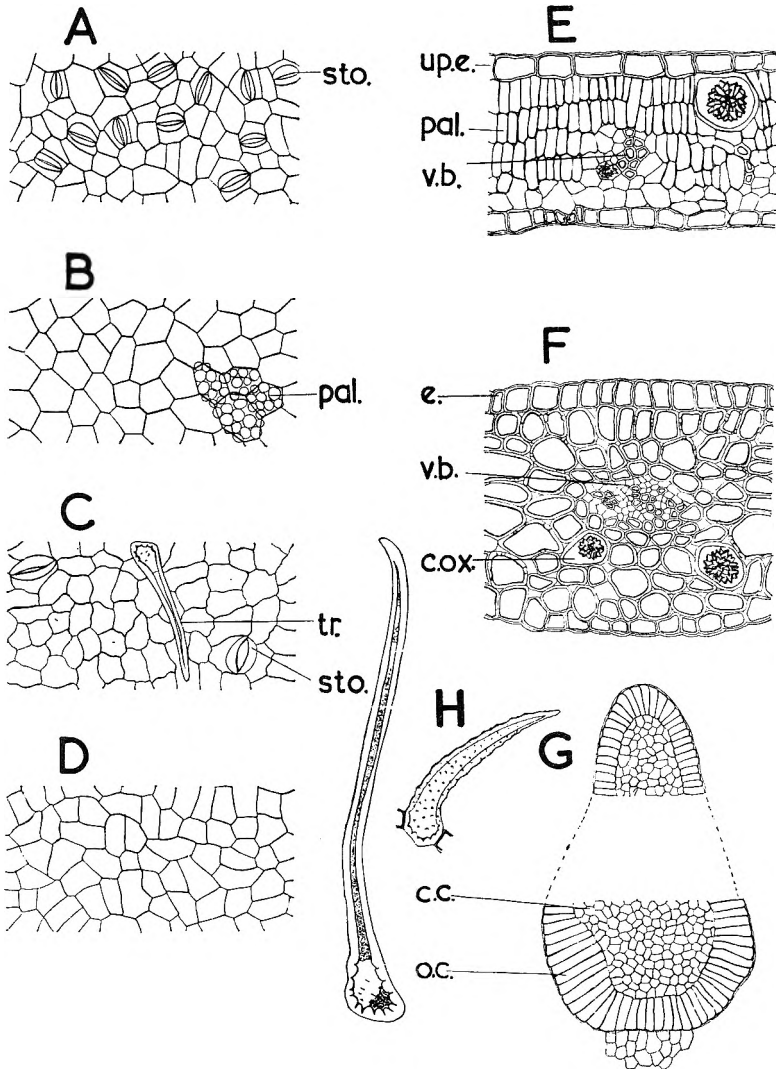 A
sto.
B
pal.
C
tr.
sto.
D
E
up.e.
pal.
v.b.
F
e.
v.b.
c.ox.
H
G
c.c.
o.c.